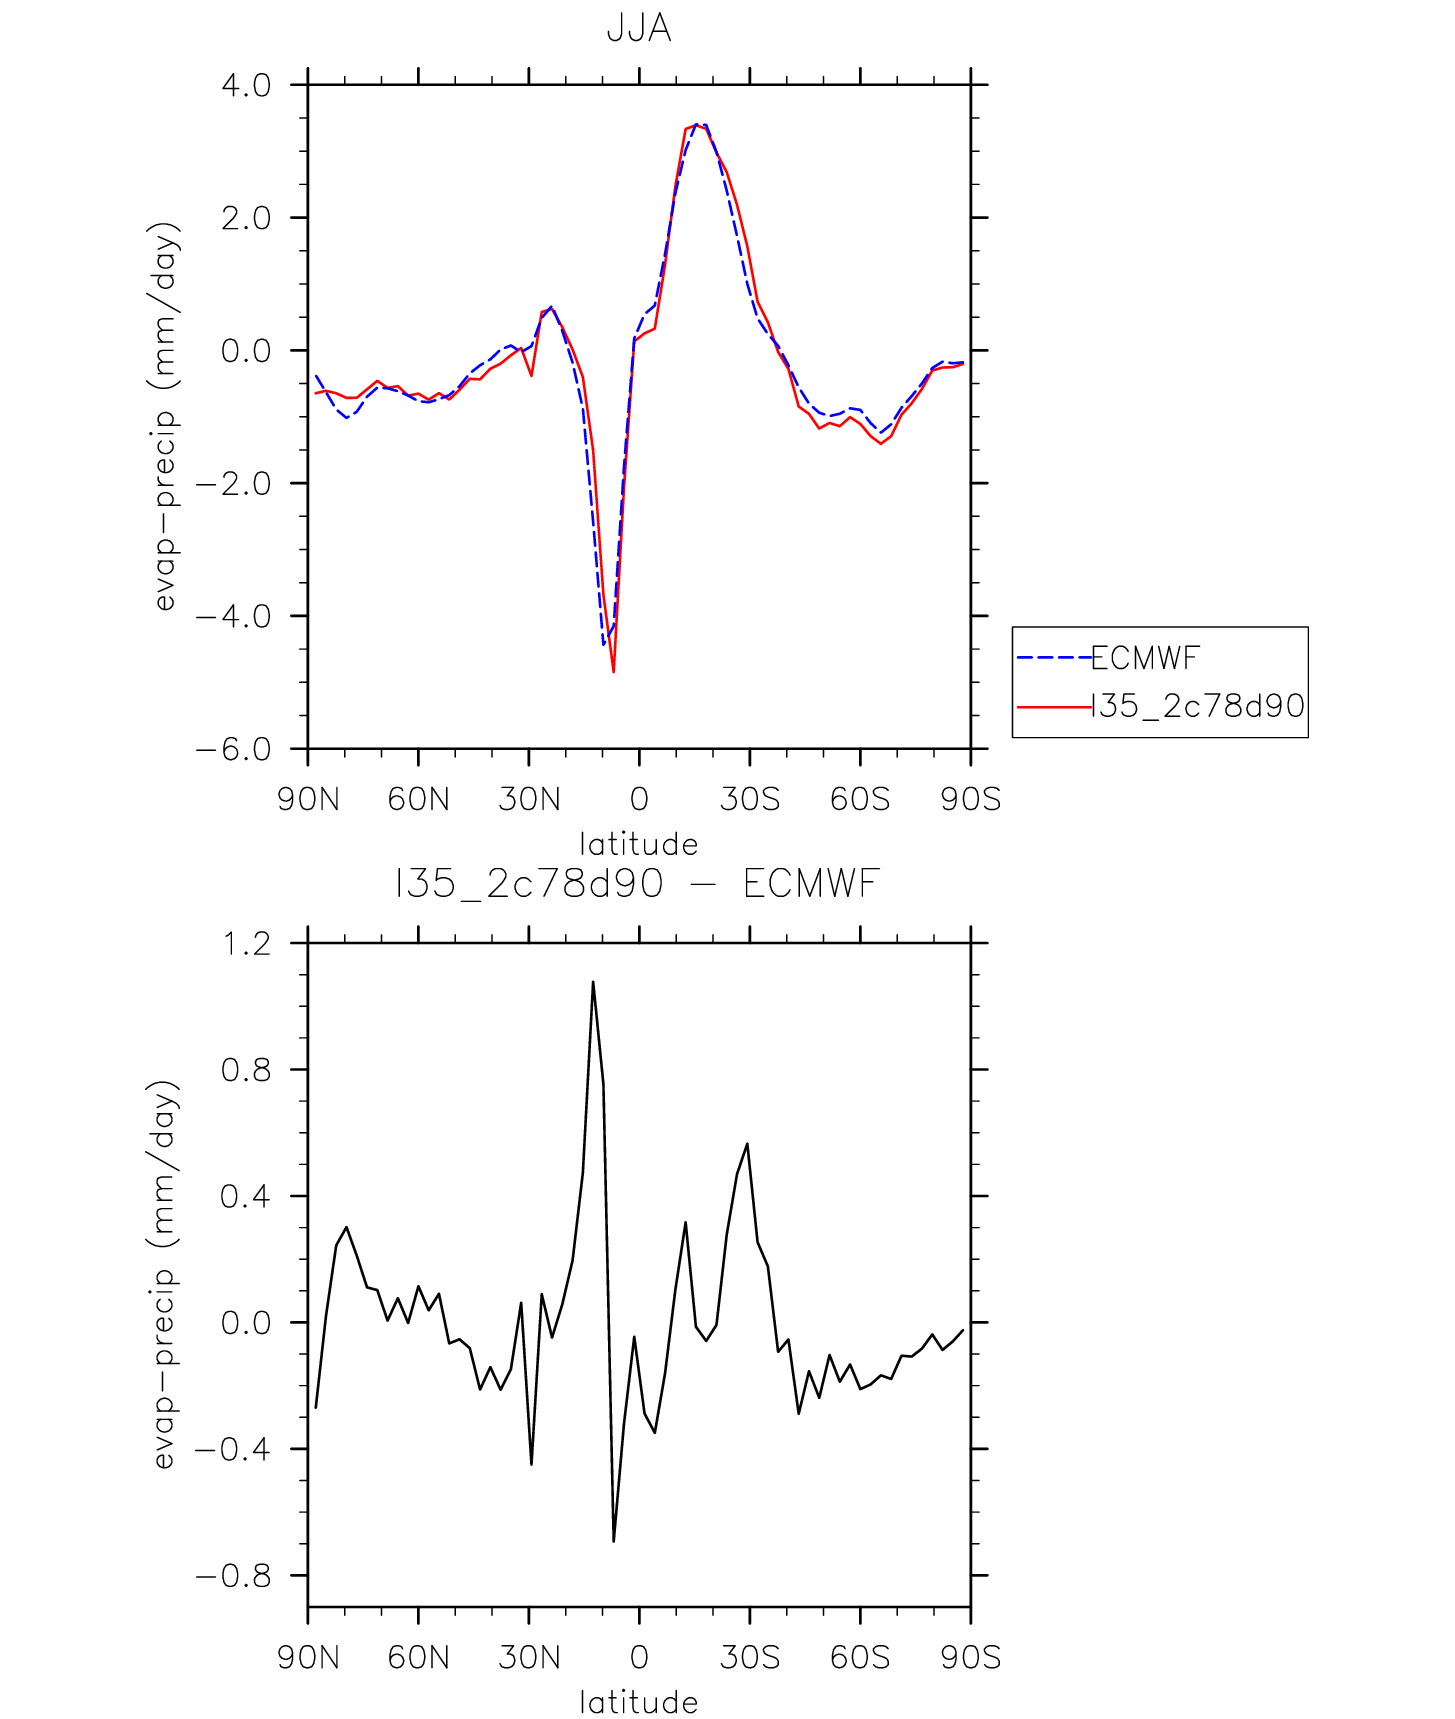 JJA
4.0
2.0
0.0
−2.0
−4.0
−6.0
evap−precip (mm/day)
90N 60N 30N 0 30S 60S 90S
latitude
ECMWF
I35_2c78d90
I35_2c78d90 − ECMWF
1.2
0.8
0.4
0.0
−0.4
−0.8
evap−precip (mm/day)
90N 60N 30N 0 30S 60S 90S
latitude